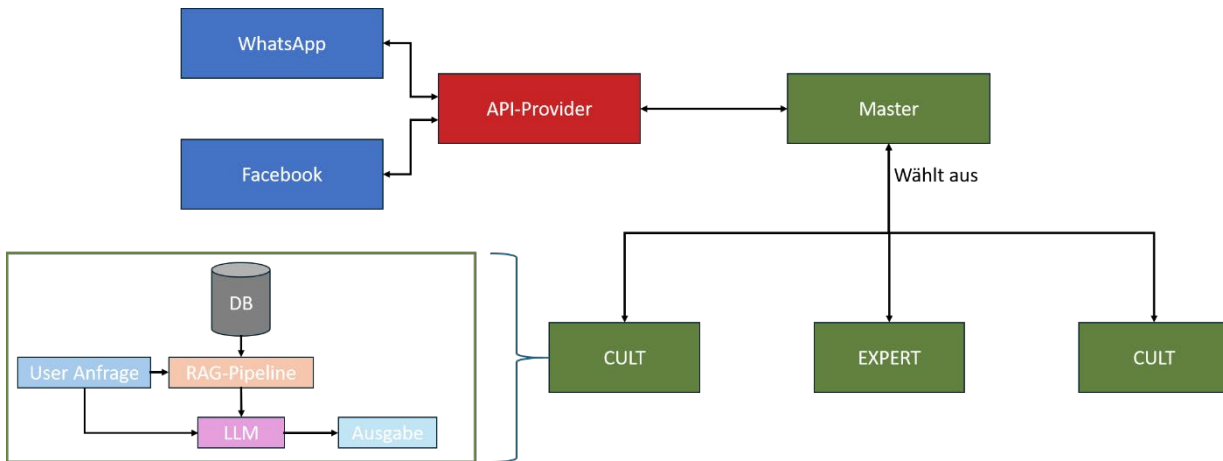 WhatsApp
API-Provider
Master
Facebook
Wählt aus
DB
User Anfrage
RAG-Pipeline
LLM
Ausgabe
CULT
EXPERT
CULT